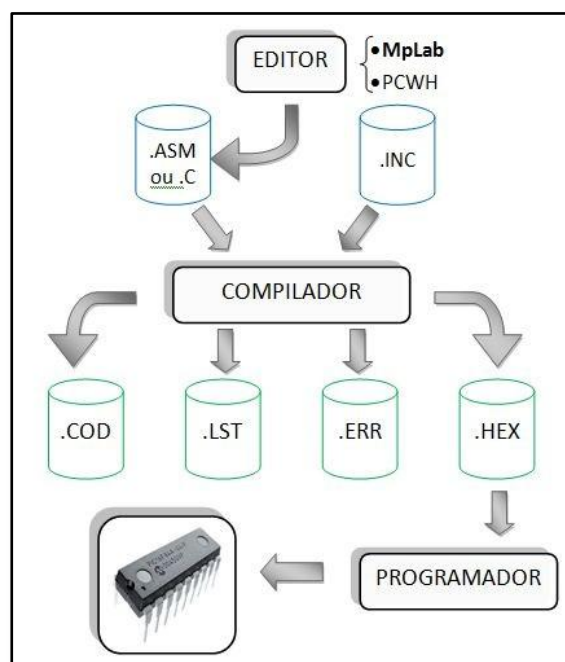 EDITOR
•MpLab
•PCWH
.ASM
ou .C
.INC
COMPILADOR
.COD
.LST
.ERR
.HEX
PROGRAMADOR